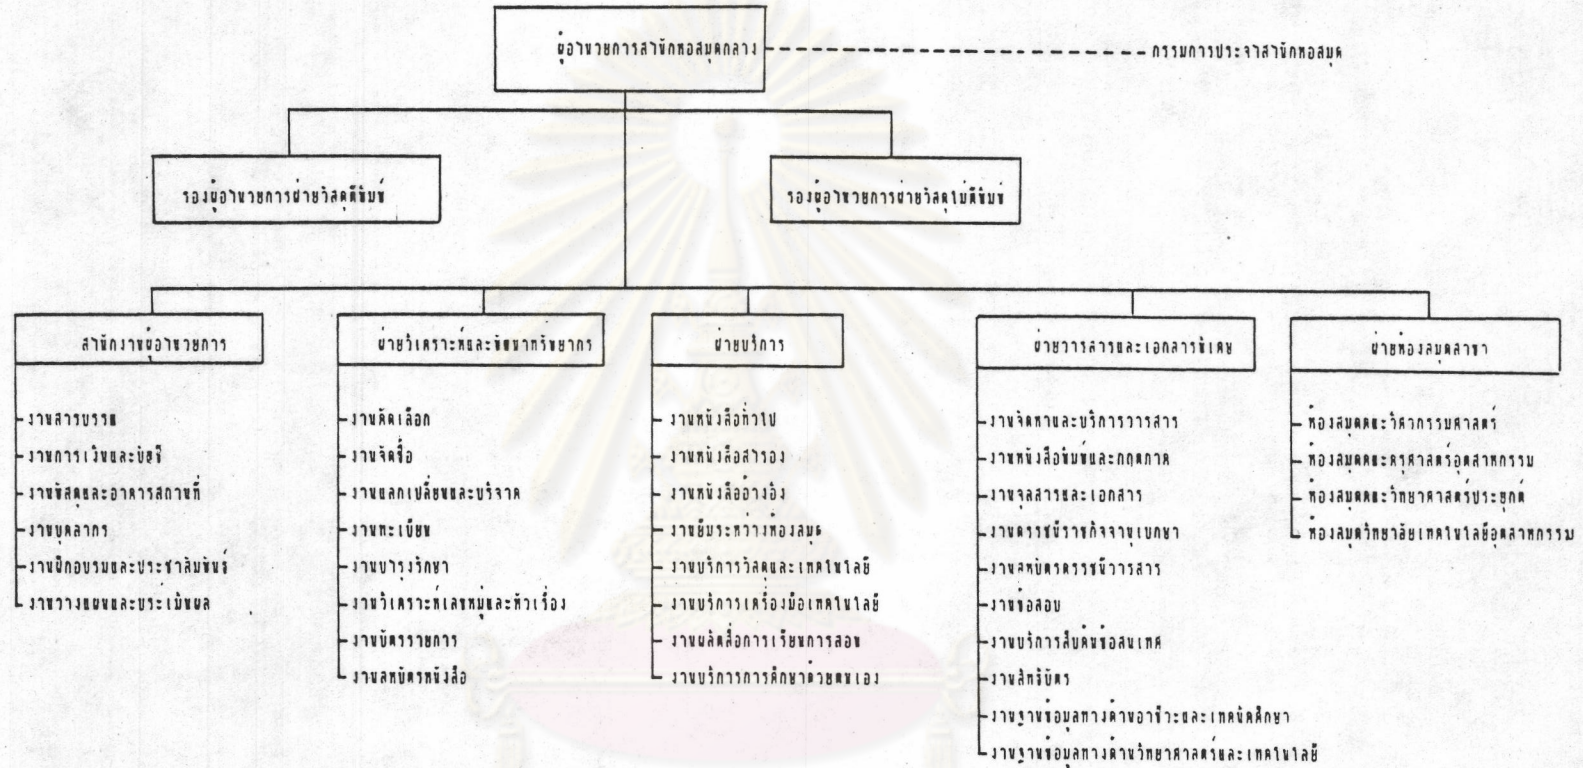 ผู้อำนวยการสำนักหอสมุดกลาง
กรรมการประจำสำนักหอสมุด
รองผู้อำนวยการฝ่ายวัสดุตีพิมพ์
รองผู้อำนวยการฝ่ายวัสดุไม่ตีพิมพ์
สำนักงานผู้อำนวยการ
งานสารบรรณ
งานการเงินและบัญชี
งานพัสดุและอาคารสถานที่
งานบุคลากร
งานฝึกอบรมและประชาสัมพันธ์
งานวางแผนและประเมินผล
ฝ่ายวิเคราะห์และพัฒนาทรัพยากร
งานคัดเลือก
งานจัดซื้อ
งานแลกเปลี่ยนและบริจาค
งานทะเบียน
งานบำรุงรักษา
งานวิเคราะห์เลขหมู่และหัวเรื่อง
งานบัตรรายการ
งานสหบัตรหนังสือ
ฝ่ายบริการ
งานหนังสือทั่วไป
งานหนังสือสำรอง
งานหนังสืออ้างอิง
งานยืมระหว่างห้องสมุด
งานบริการวัสดุและเทคโนโลยี
งานบริการเครื่องมือเทคโนโลยี
งานผลิตสื่อการเรียนการสอน
งานบริการการศึกษาด้วยตนเอง
ฝ่ายวารสารและเอกสารพิเศษ
งานจัดหาและบริการวารสาร
งานหนังสือพิมพ์และกฤตภาค
งานจุลสารและเอกสาร
งานดรรชนีราชกิจจานุเบกษา
งานสหบัตรดรรชนีวารสาร
งานข้อสอบ
งานบริการสืบค้นข้อสนเทศ
งานสิทธิบัตร
งานฐานข้อมูลทางด้านอาชีวะและเทคนิคศึกษา
งานฐานข้อมูลทางด้านวิทยาศาสตร์และเทคโนโลยี
ฝ่ายห้องสมุดสาขา
ห้องสมุดคณะวิศวกรรมศาสตร์
ห้องสมุดคณะครุศาสตร์อุตสาหกรรม
ห้องสมุดคณะวิทยาศาสตร์ประยุกต์
ห้องสมุดวิทยาลัยเทคโนโลยีอุตสาหกรรม